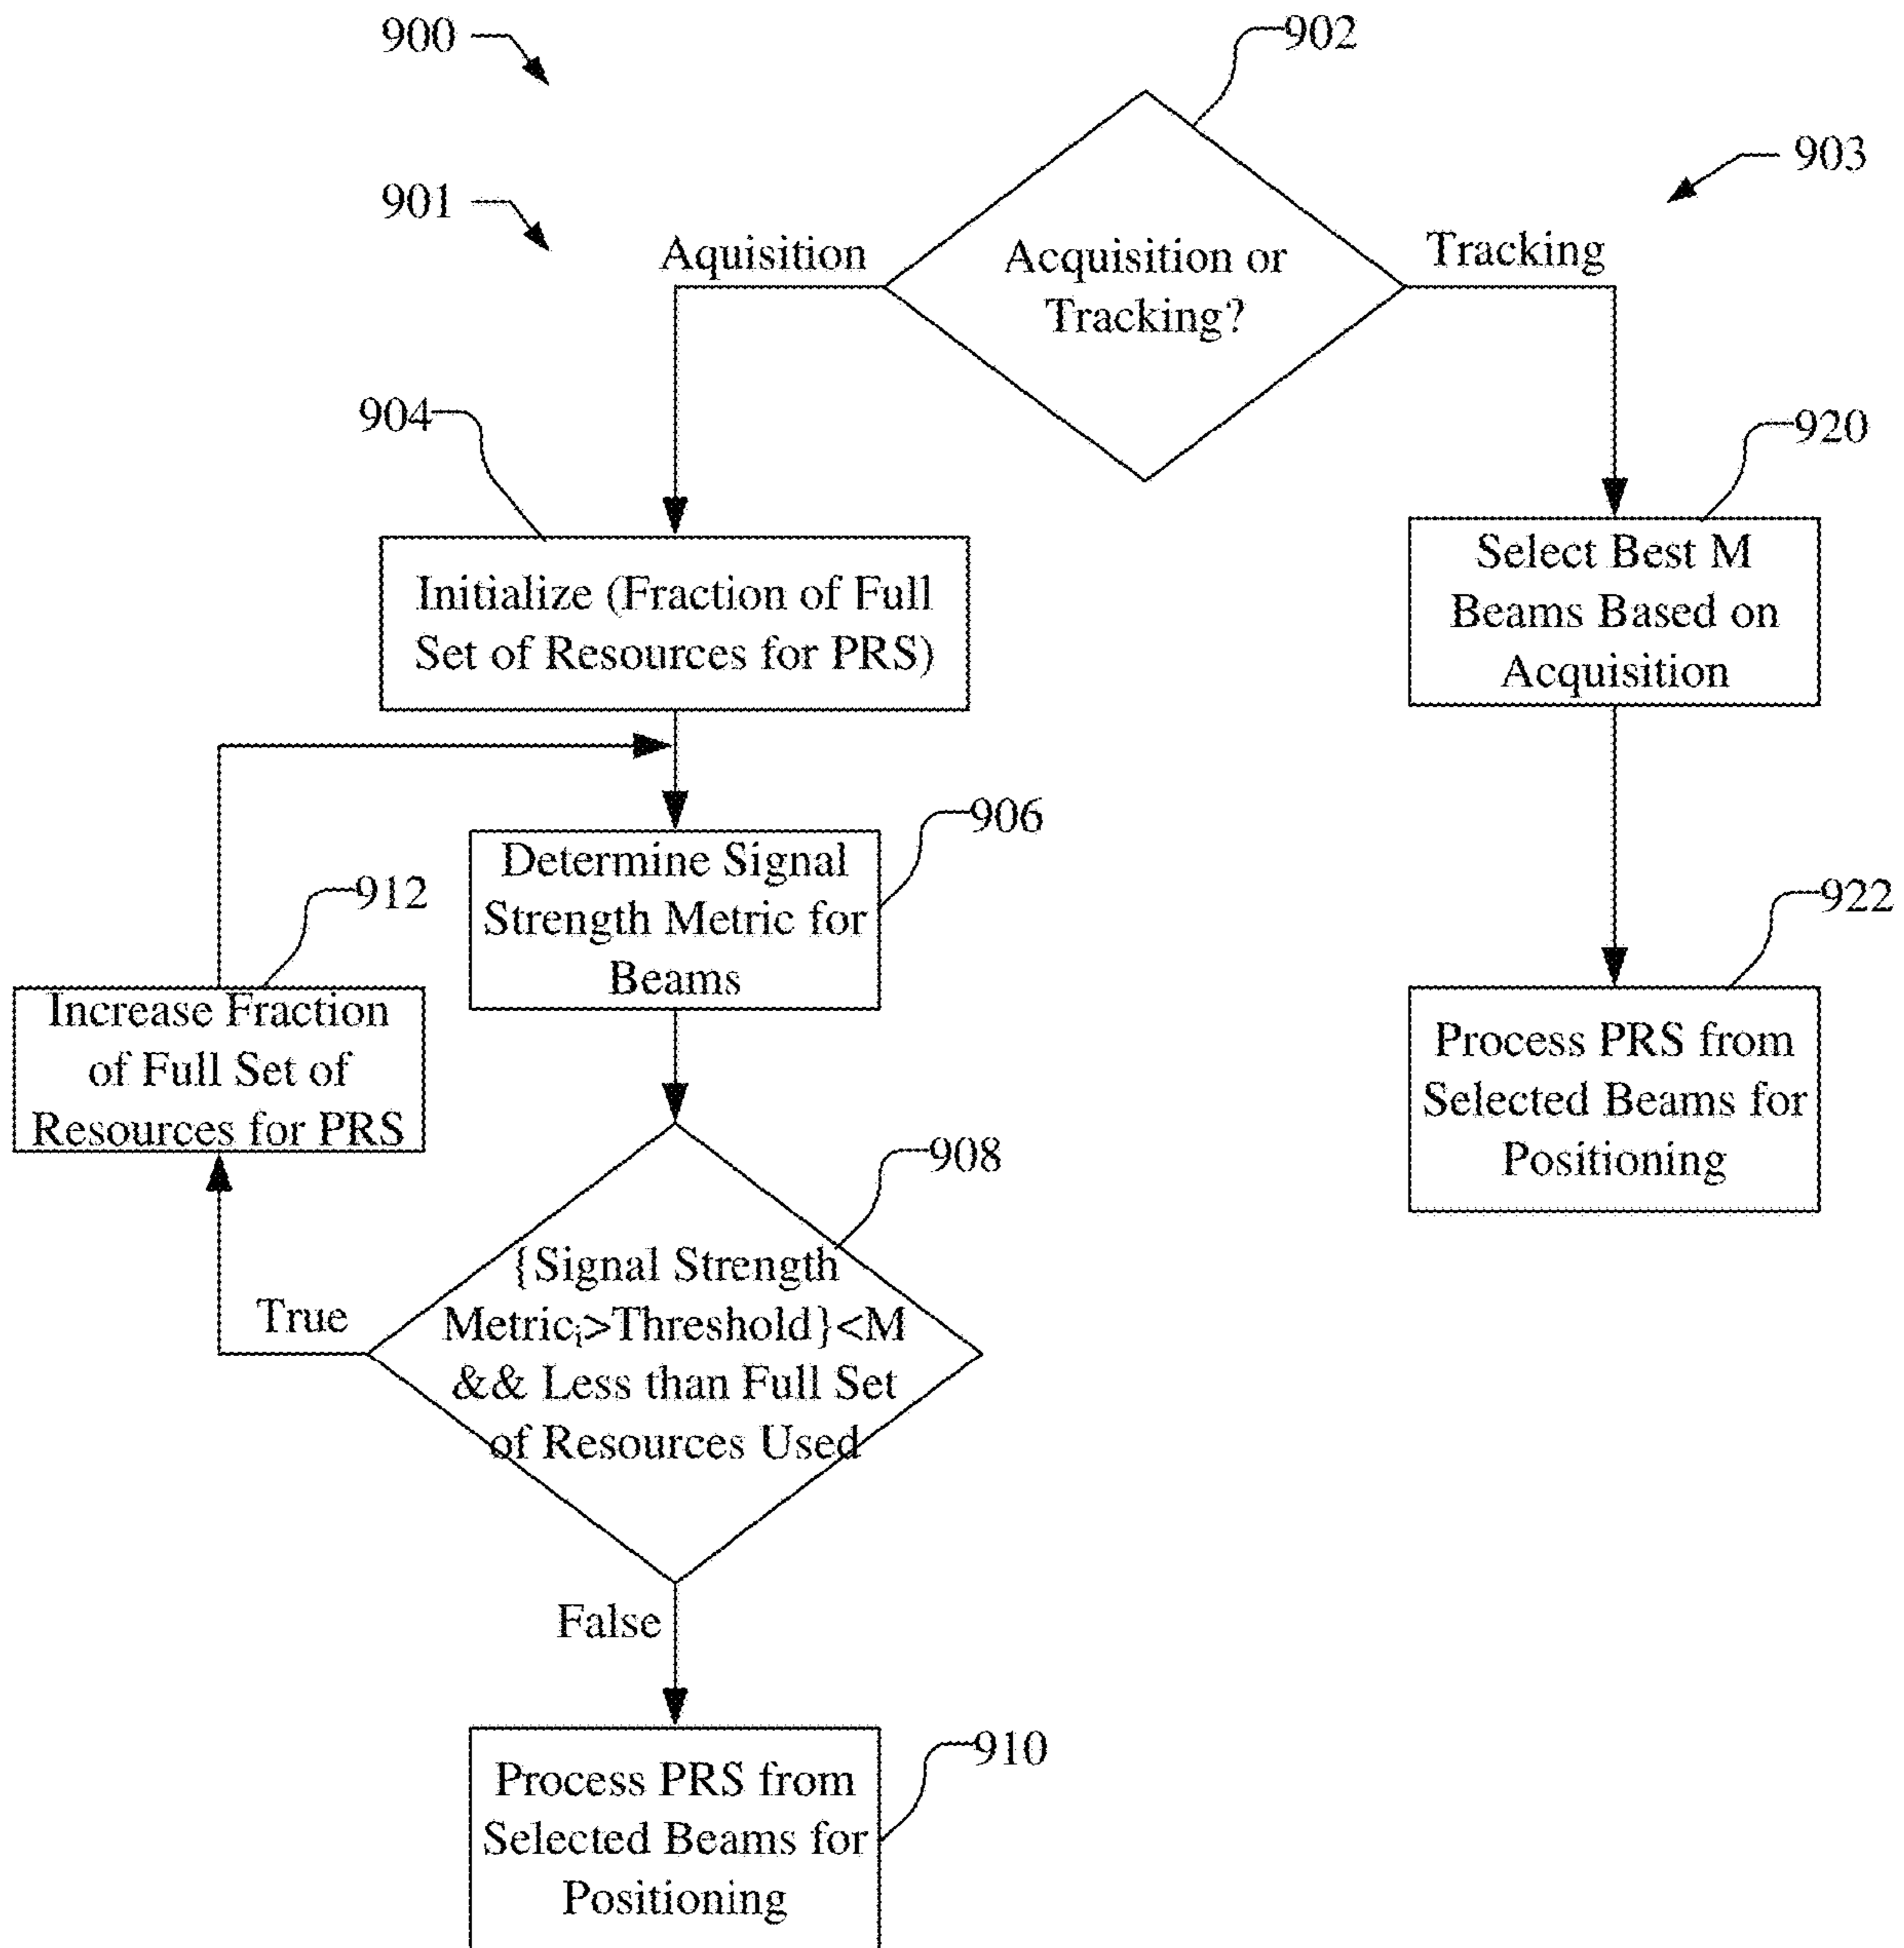 900
902
901
903
Aquisition
Acquisition or
Tracking?
Tracking
904
920
Initialize (Fraction of Full
Set of Resources for PRS)
Select Best M
Beams Based on
Acquisition
906
Determine Signal
Strength Metric for
Beams
912
Increase Fraction
of Full Set of
Resources for PRS
922
Process PRS from
Selected Beams for
Positioning
908
{Signal Strength
Metricᵢ>Threshold}<M
&& Less than Full Set
of Resources Used
True
False
910
Process PRS from
Selected Beams for
Positioning